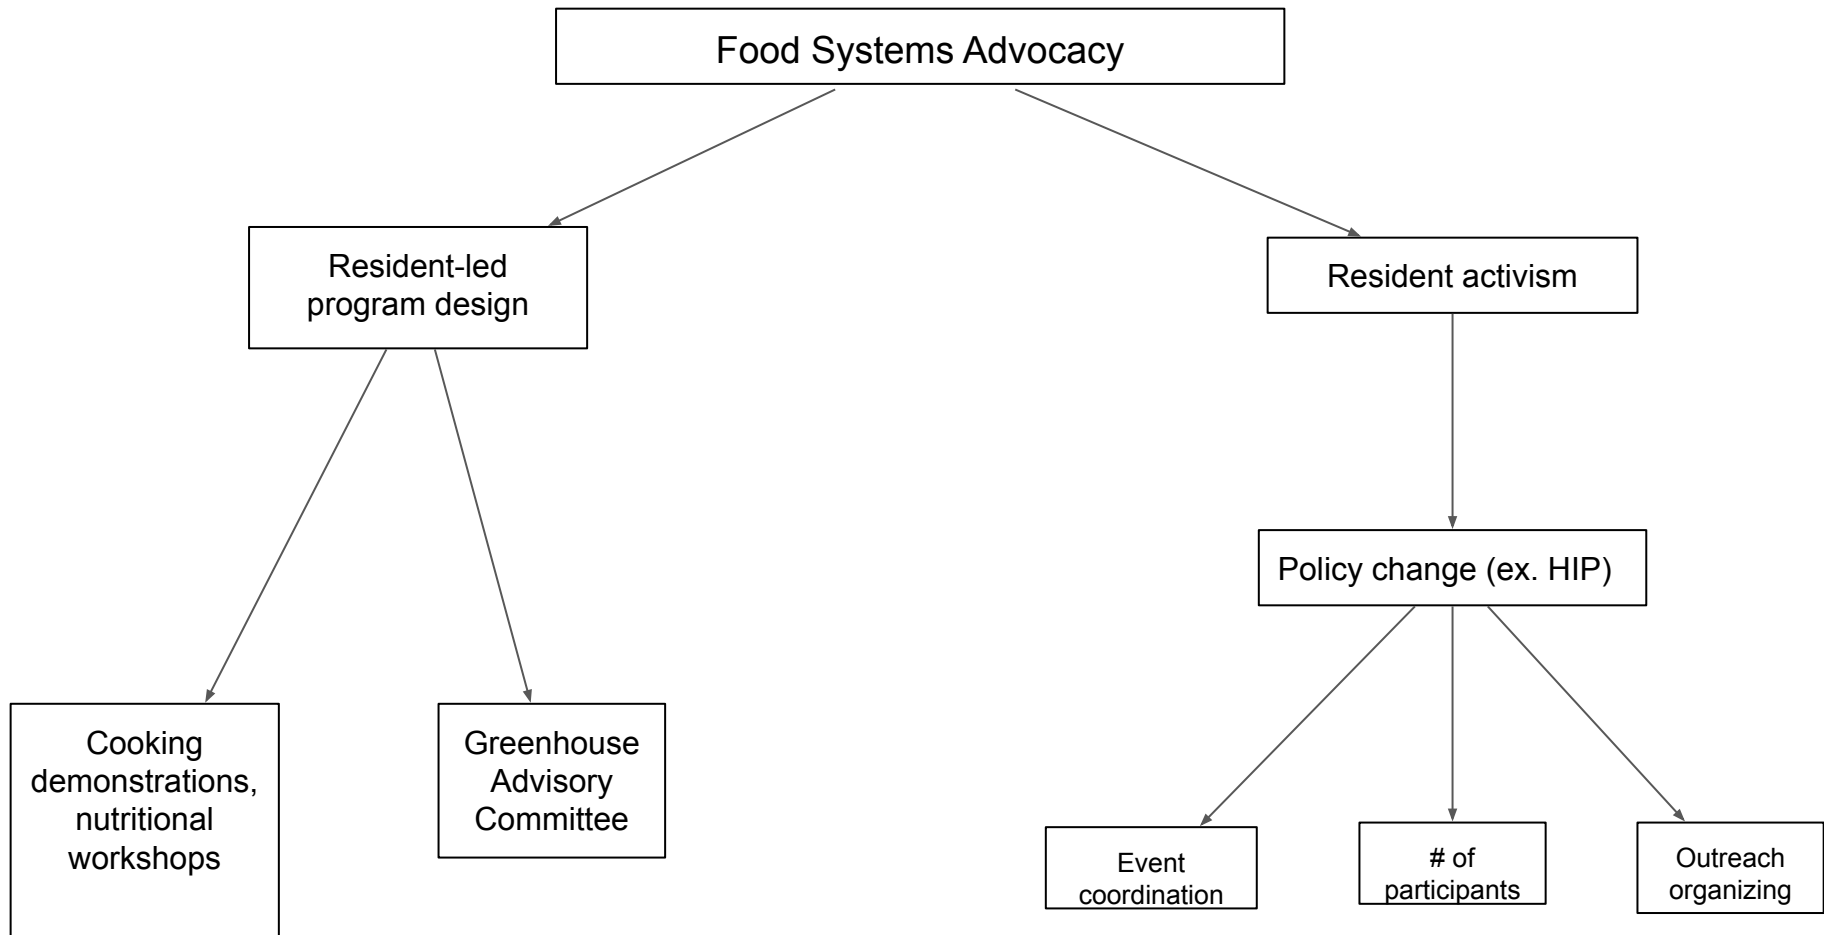 Food Systems Advocacy
Resident-led
program design
Resident activism
Policy change (ex. HIP)
Cooking
demonstrations,
nutritional
workshops
Greenhouse
Advisory
Committee
Event
coordination
# of
participants
Outreach
organizing